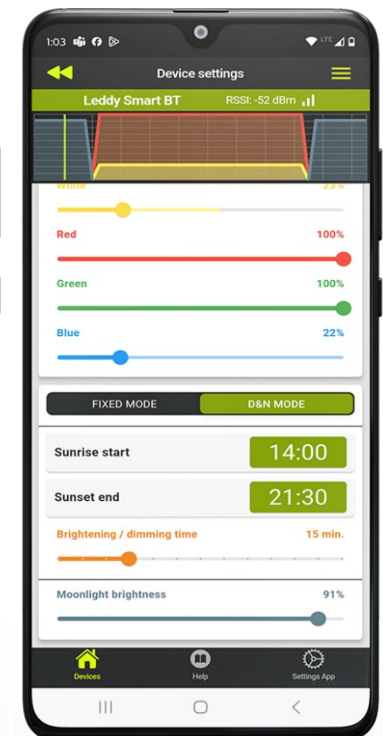 1:03 LTE
Device settings
Leddy Smart BT RSSI: -52 dBm
White 23%
Red 100%
Green 100%
Blue 22%
FIXED MODE D&N MODE
Sunrise start 14:00
Sunset end 21:30
Brightening / dimming time 15 min.
Moonlight brightness 91%
Devices Help Settings App